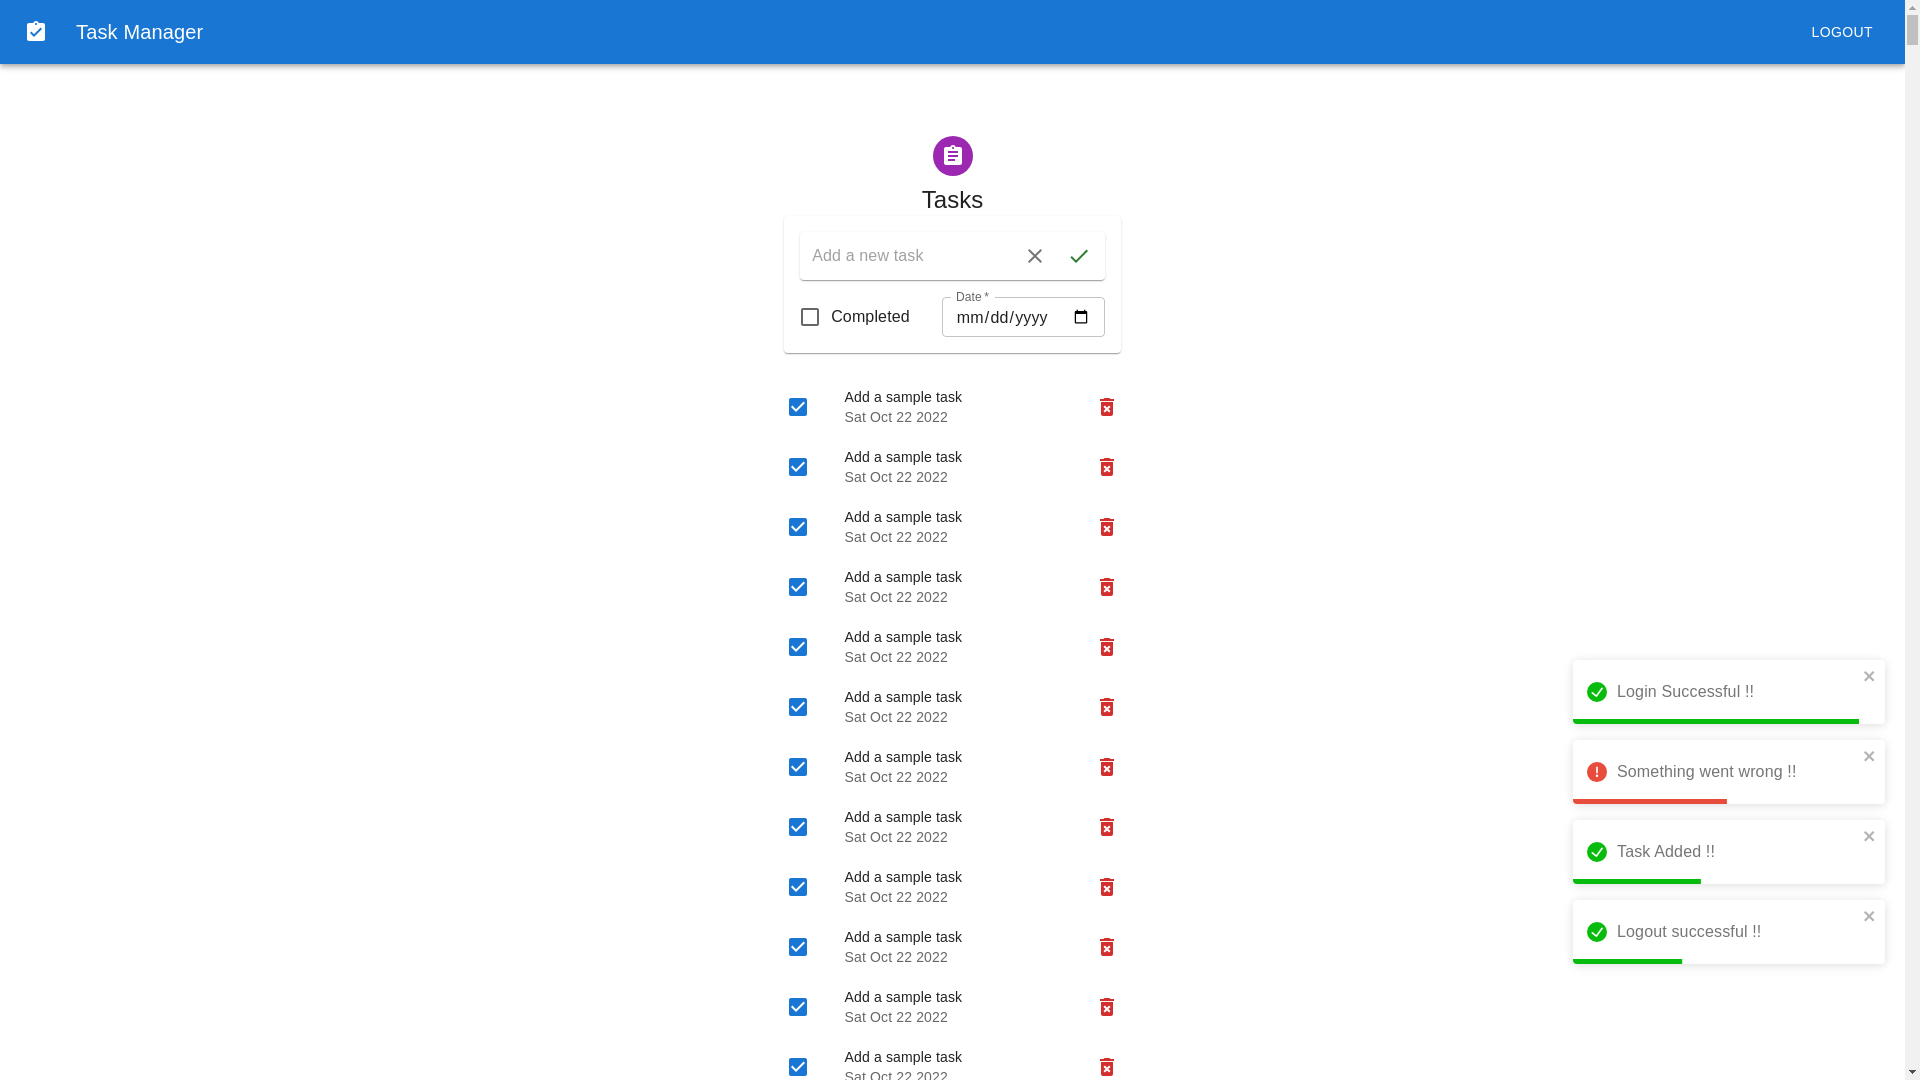 Task Manager
LOGOUT
Tasks
Add a new task
Completed
Date *
mm/dd/yyyy
Add a sample task
Sat Oct 22 2022
Add a sample task
Sat Oct 22 2022
Add a sample task
Sat Oct 22 2022
Add a sample task
Sat Oct 22 2022
Add a sample task
Sat Oct 22 2022
Add a sample task
Sat Oct 22 2022
Add a sample task
Sat Oct 22 2022
Add a sample task
Sat Oct 22 2022
Add a sample task
Sat Oct 22 2022
Add a sample task
Sat Oct 22 2022
Add a sample task
Sat Oct 22 2022
Add a sample task
Sat Oct 22 2022
Login Successful !!
Something went wrong !!
Task Added !!
Logout successful !!